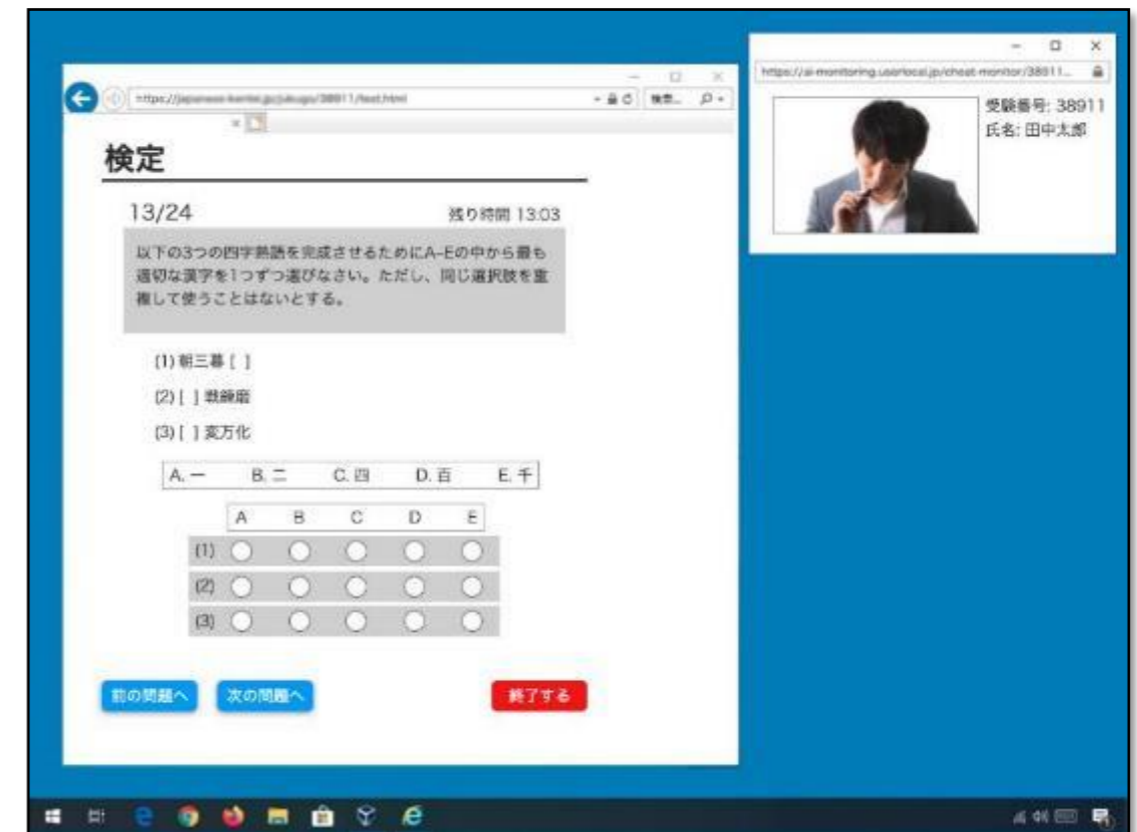 https://ai-monitoring.userlocal.jp/cheat-monitor/38911...
受験番号: 38911
氏名: 田中太郎
検索...
検定
13/24
残り時間 13:03
以下の3つの四字熟語を完成させるためにA–Eの中から最も
適切な漢字を1つずつ選びなさい。ただし、同じ選択肢を重
複して使うことはないとする。
(1) 朝三暮 [ ]
(2) [ ] 戦錬磨
(3) [ ] 変万化
A. 一 B. 二 C. 四 D. 百 E. 千
A B C D E
(1)
(2)
(3)
前の問題へ 次の問題へ 終了する